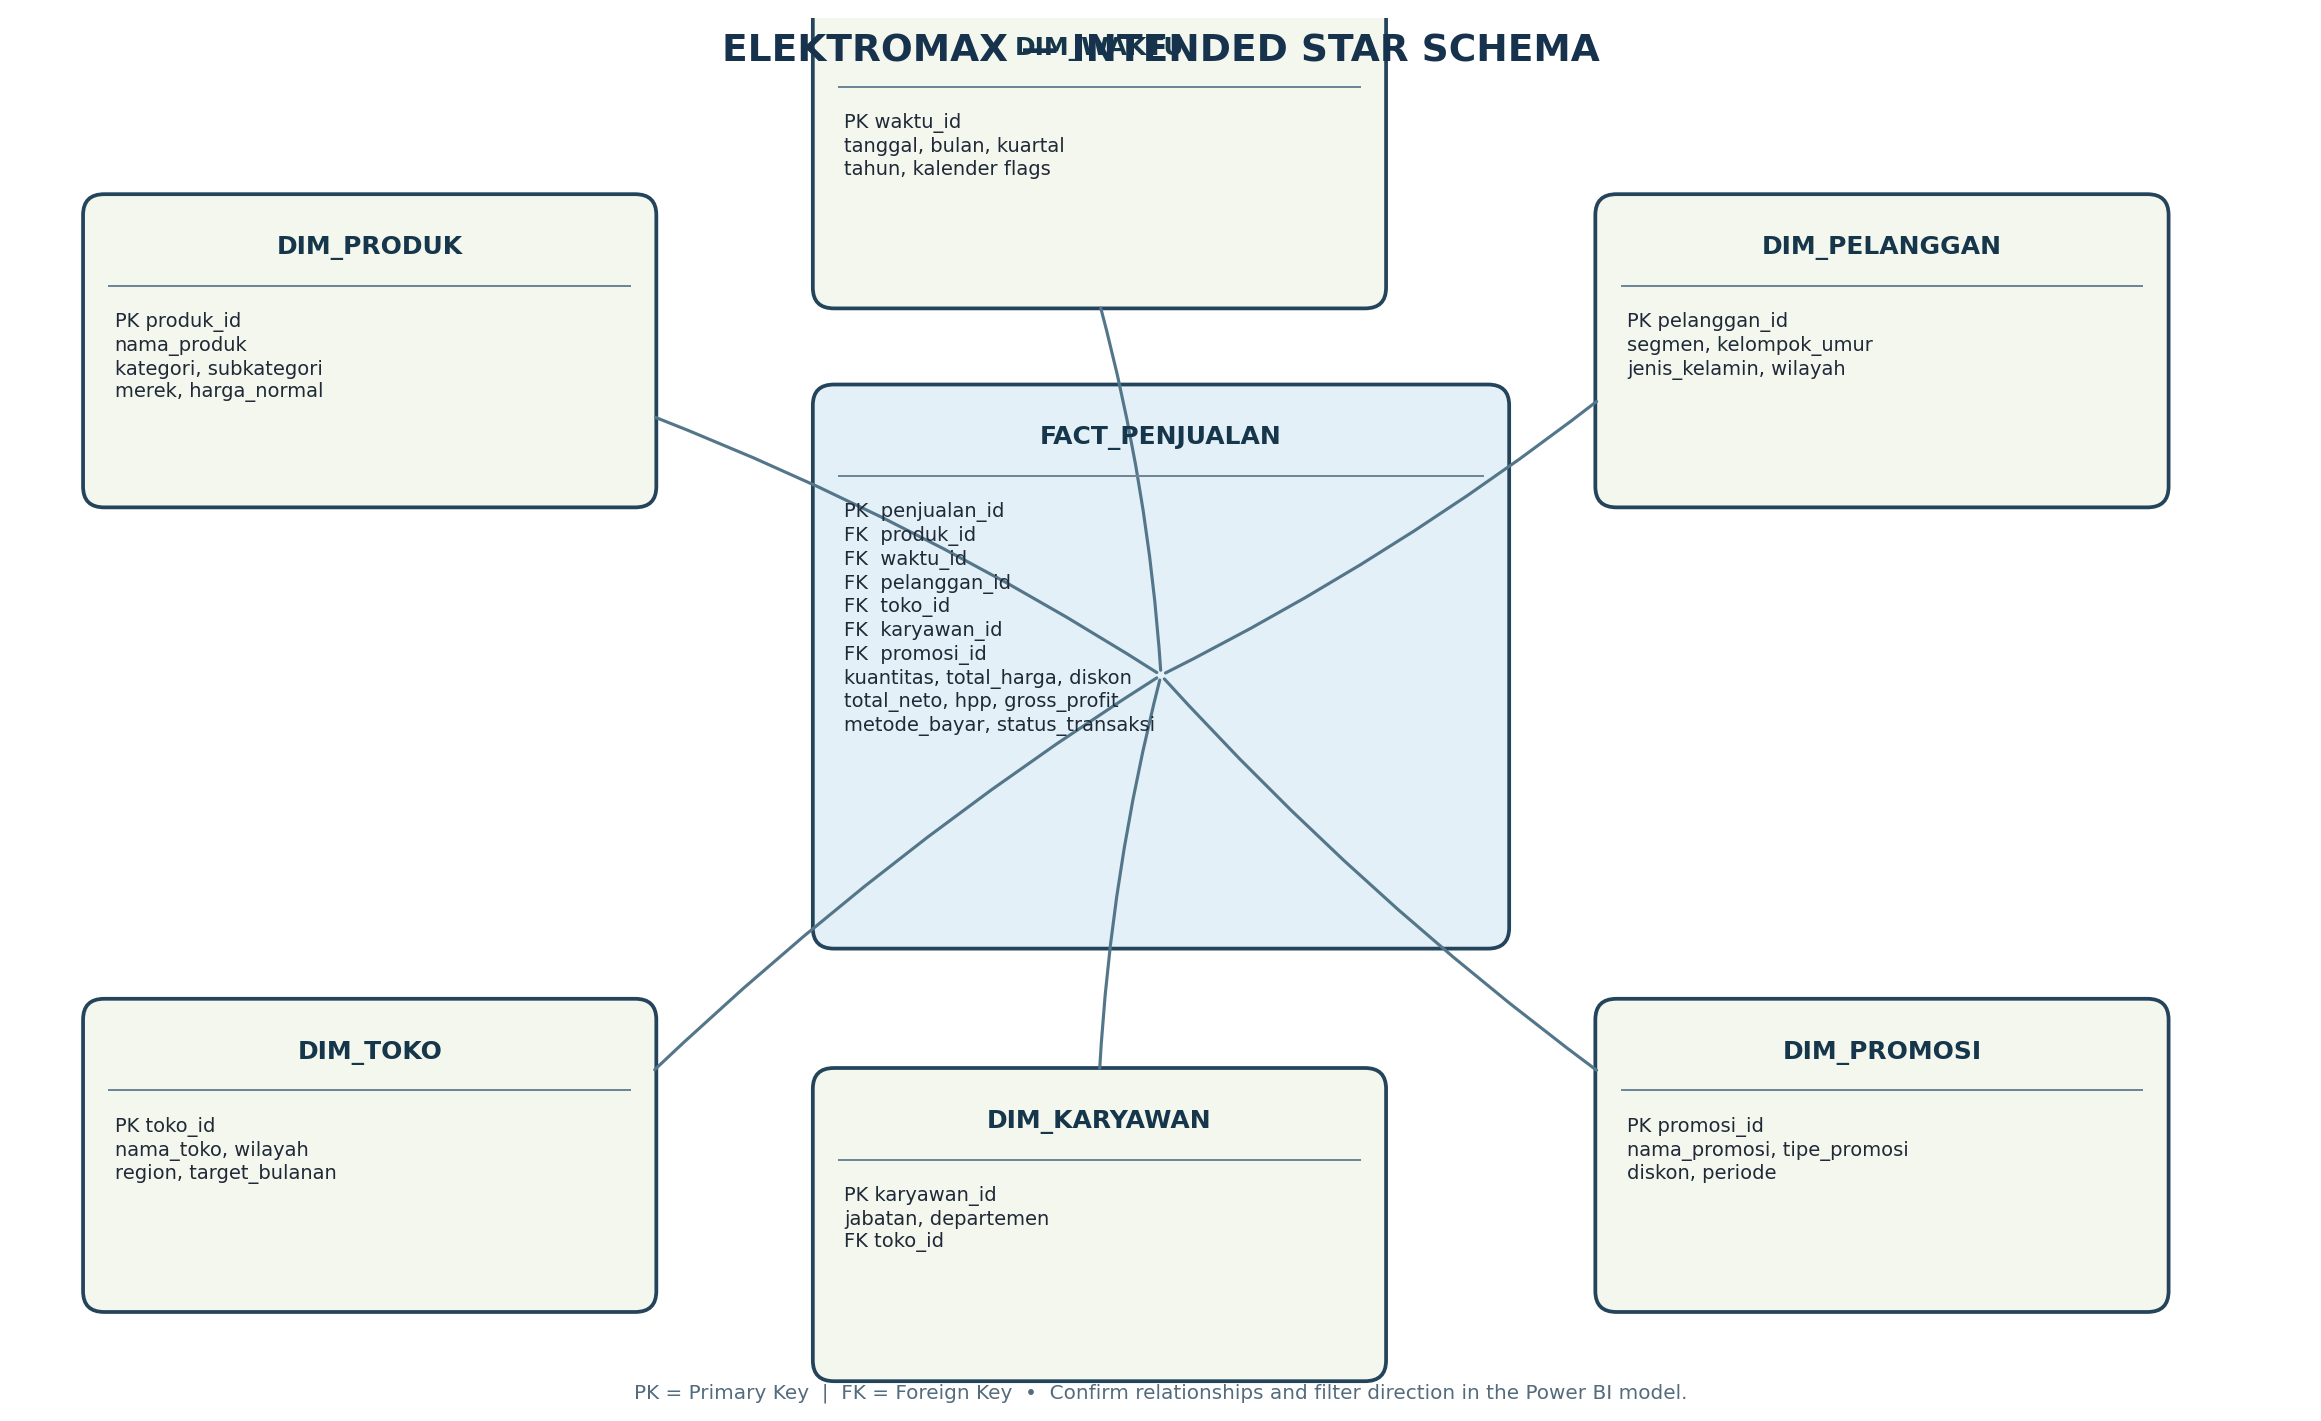 ELEKTROMAX — INTENDED STAR SCHEMA
DIM_WAKTU
PK waktu_id
tanggal, bulan, kuartal
tahun, kalender flags
DIM_PRODUK
PK produk_id
nama_produk
kategori, subkategori
merek, harga_normal
DIM_PELANGGAN
PK pelanggan_id
segmen, kelompok_umur
jenis_kelamin, wilayah
FACT_PENJUALAN
PK  penjualan_id
FK  produk_id
FK  waktu_id
FK  pelanggan_id
FK  toko_id
FK  karyawan_id
FK  promosi_id
kuantitas, total_harga, diskon
total_neto, hpp, gross_profit
metode_bayar, status_transaksi
DIM_TOKO
PK toko_id
nama_toko, wilayah
region, target_bulanan
DIM_KARYAWAN
PK karyawan_id
jabatan, departemen
FK toko_id
DIM_PROMOSI
PK promosi_id
nama_promosi, tipe_promosi
diskon, periode
PK = Primary Key  |  FK = Foreign Key  •  Confirm relationships and filter direction in the Power BI model.